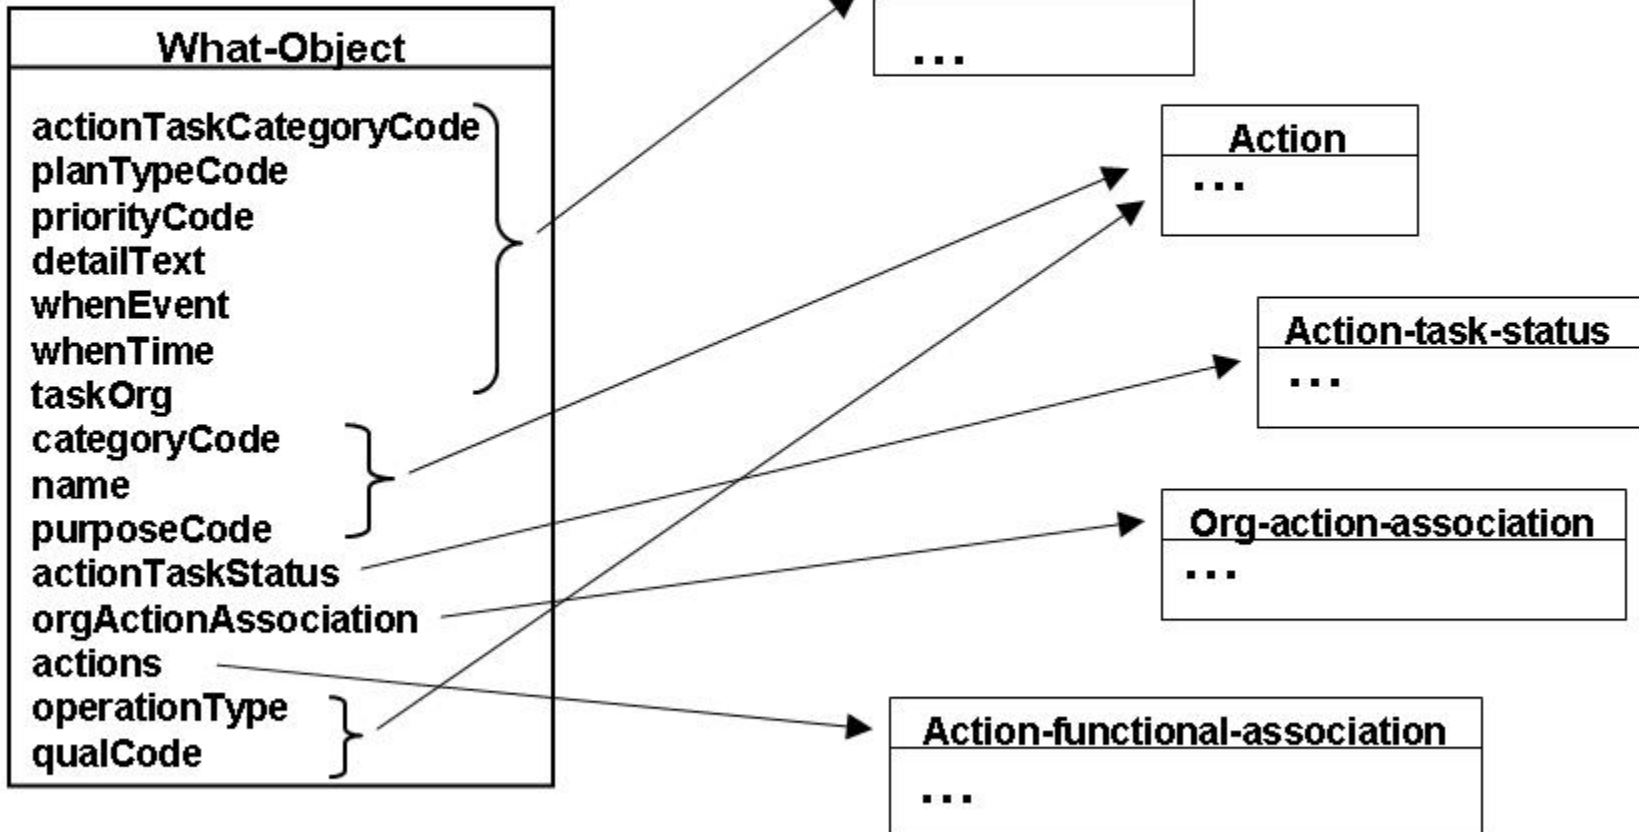 What-Object
actionTaskCategoryCode
planTypeCode
priorityCode
detailText
whenEvent
whenTime
taskOrg
categoryCode
name
purposeCode
actionTaskStatus
orgActionAssociation
actions
operationType
qualCode
...
Action
...
Action-task-status
...
Org-action-association
...
Action-functional-association
...